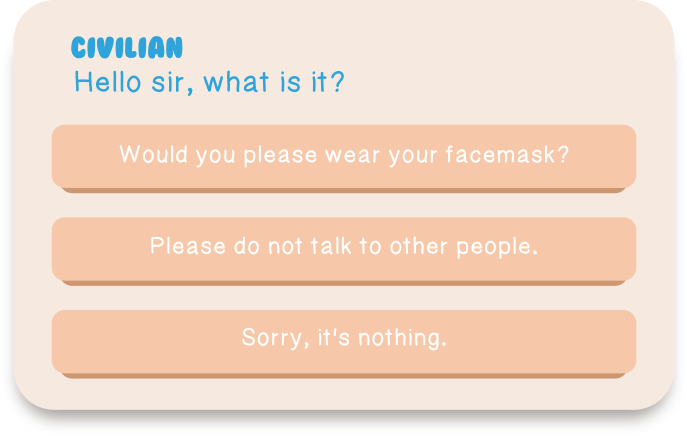 CIVILIAN
Hello sir, what is it?
Would you please wear your facemask?
Please do not talk to other people.
Sorry, it's nothing.